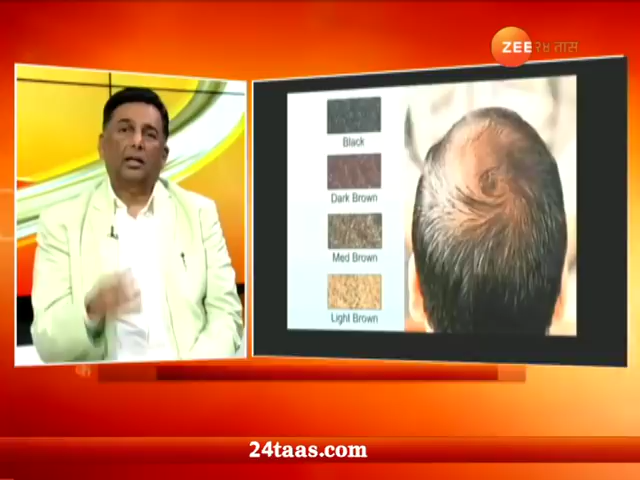 ZEE २४ तास
Black
Dark Brown
Med Brown
Light Brown
24taas.com